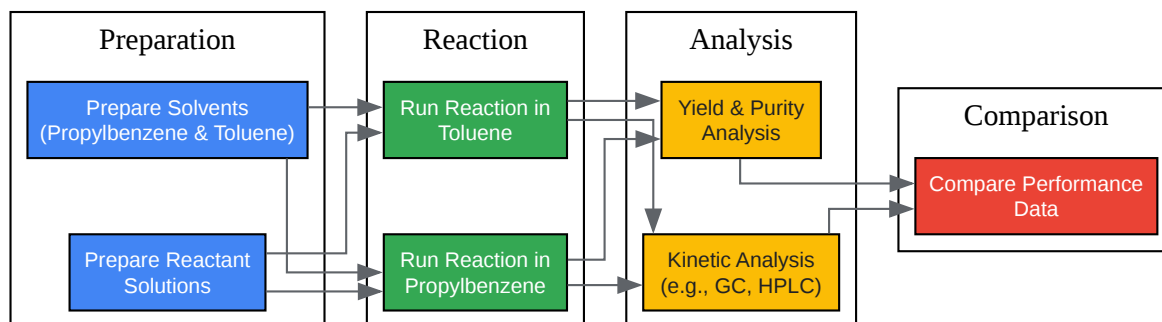 Preparation
Prepare Solvents
(Propylbenzene & Toluene)
Prepare Reactant
Solutions
Reaction
Run Reaction in
Toluene
Run Reaction in
Propylbenzene
Analysis
Yield & Purity
Analysis
Kinetic Analysis
(e.g., GC, HPLC)
Comparison
Compare Performance
Data